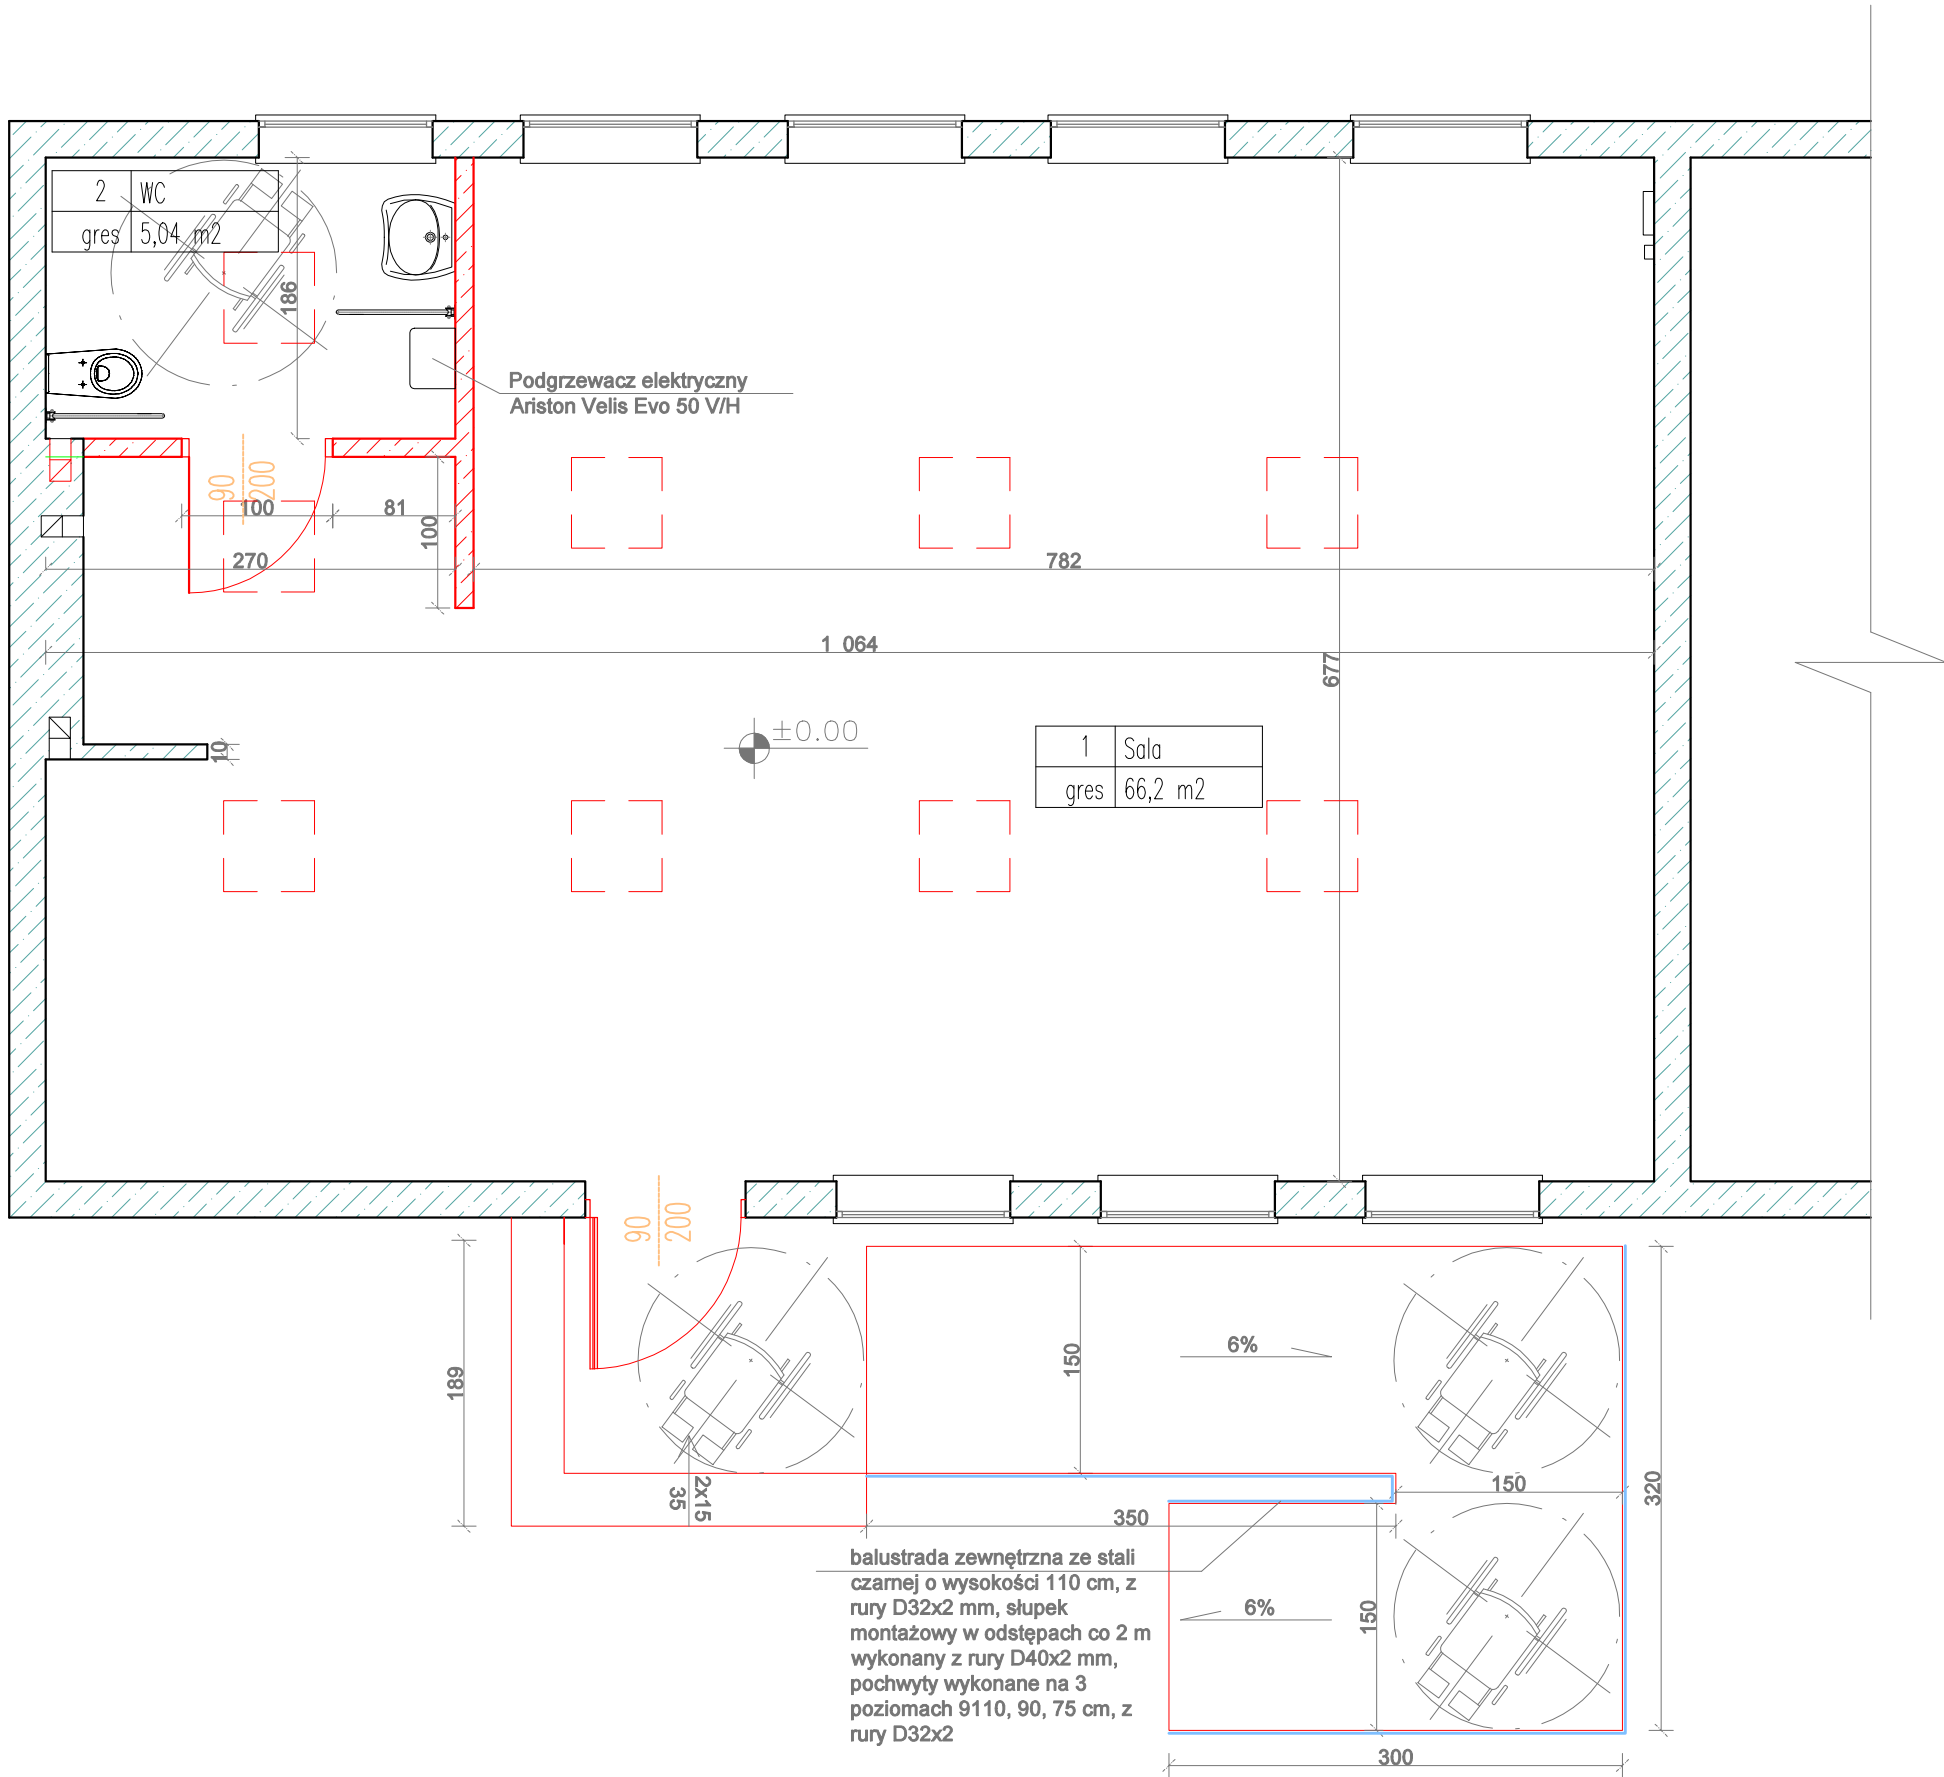 2 WC
gres 5,04 m2
186
Podgrzewacz elektryczny
Ariston Velis Evo 50 V/H
90
200
100
81
100
270
782
1 064
677
10
±0.00
1 Sala
gres 66,2 m2
90
200
189
150
6%
2x15
35
150
320
350
balustrada zewnętrzna ze stali
czarnej o wysokości 110 cm, z
rury D32x2 mm, słupek
montażowy w odstępach co 2 m
wykonany z rury D40x2 mm,
pochwyty wykonane na 3
poziomach 9110, 90, 75 cm, z
rury D32x2
6%
150
300